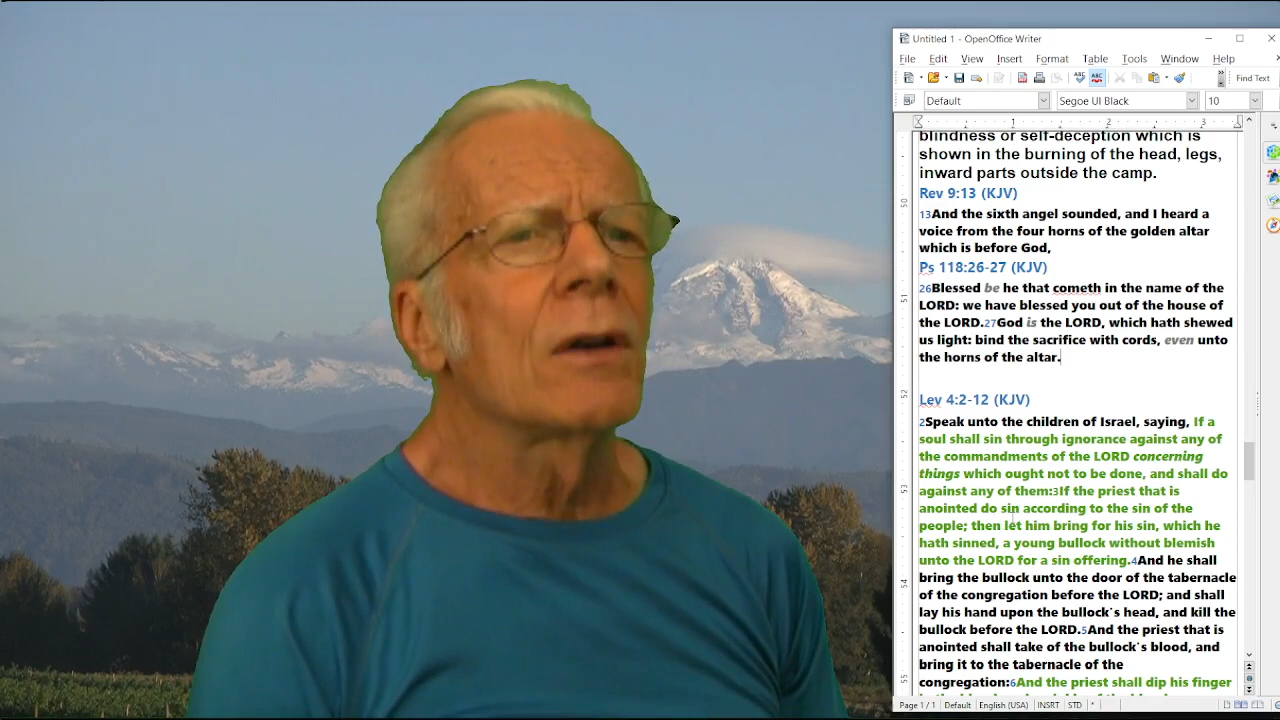 Untitled 1 - OpenOffice Writer
File Edit View Insert Format Table Tools Window Help
Find Text
Default Segoe UI Black 10
1 2 3
blindness or self-deception which is
shown in the burning of the head, legs,
inward parts outside the camp.
Rev 9:13 (KJV)
13And the sixth angel sounded, and I heard a
voice from the four horns of the golden altar
which is before God,
Ps 118:26-27 (KJV)
26Blessed be he that cometh in the name of the
LORD: we have blessed you out of the house of
the LORD.27God is the LORD, which hath shewed
us light: bind the sacrifice with cords, even unto
the horns of the altar.
Lev 4:2-12 (KJV)
2Speak unto the children of Israel, saying, If a
soul shall sin through ignorance against any of
the commandments of the LORD concerning
things which ought not to be done, and shall do
against any of them:3If the priest that is
anointed do sin according to the sin of the
people; then let him bring for his sin, which he
hath sinned, a young bullock without blemish
unto the LORD for a sin offering.4And he shall
bring the bullock unto the door of the tabernacle
of the congregation before the LORD; and shall
lay his hand upon the bullock's head, and kill the
bullock before the LORD.5And the priest that is
anointed shall take of the bullock's blood, and
bring it to the tabernacle of the
congregation:6And the priest shall dip his finger
50
51
52
53
54
55
Page 1 / 1 Default English (USA) INSRT STD *